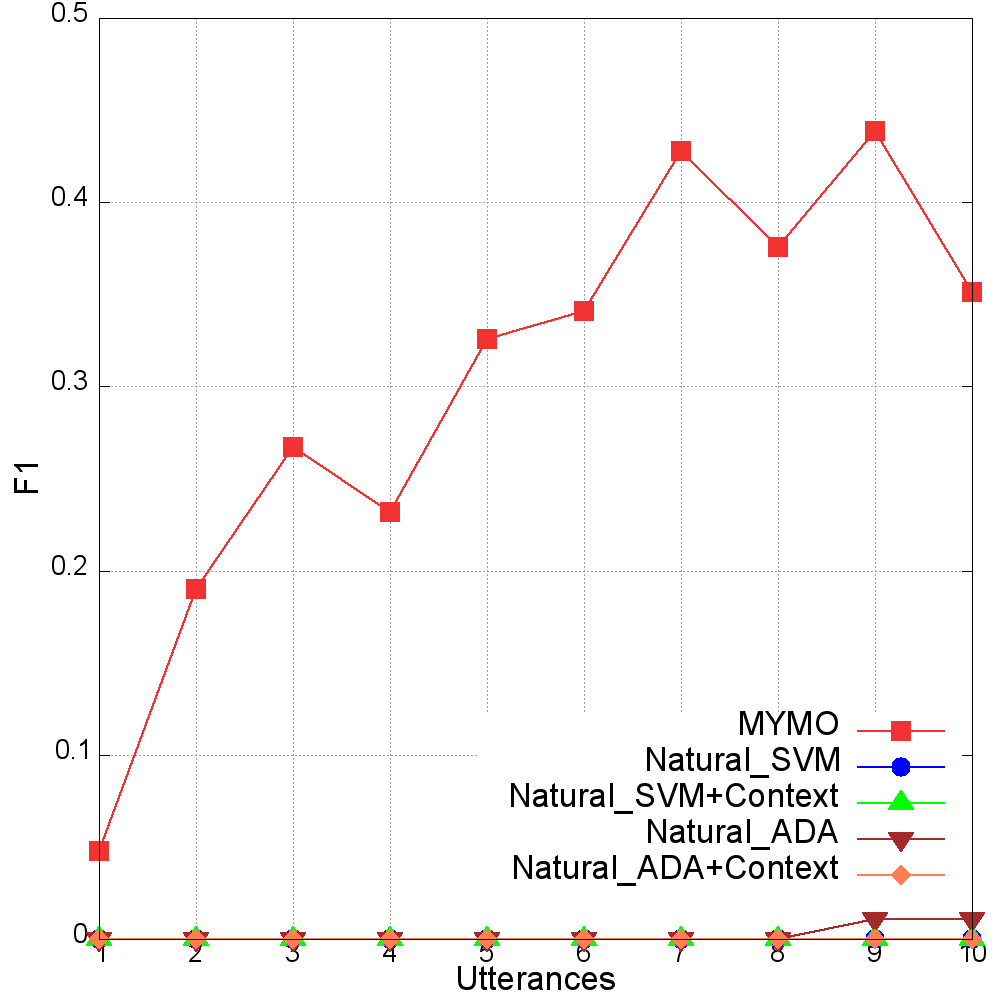 0.5
0.4
0.3
0.2
0.1
0
F1
MYMO
Natural_SVM
Natural_SVM+Context
Natural_ADA
Natural_ADA+Context
1 2 3 4 5 6 7 8 9 10
Utterances